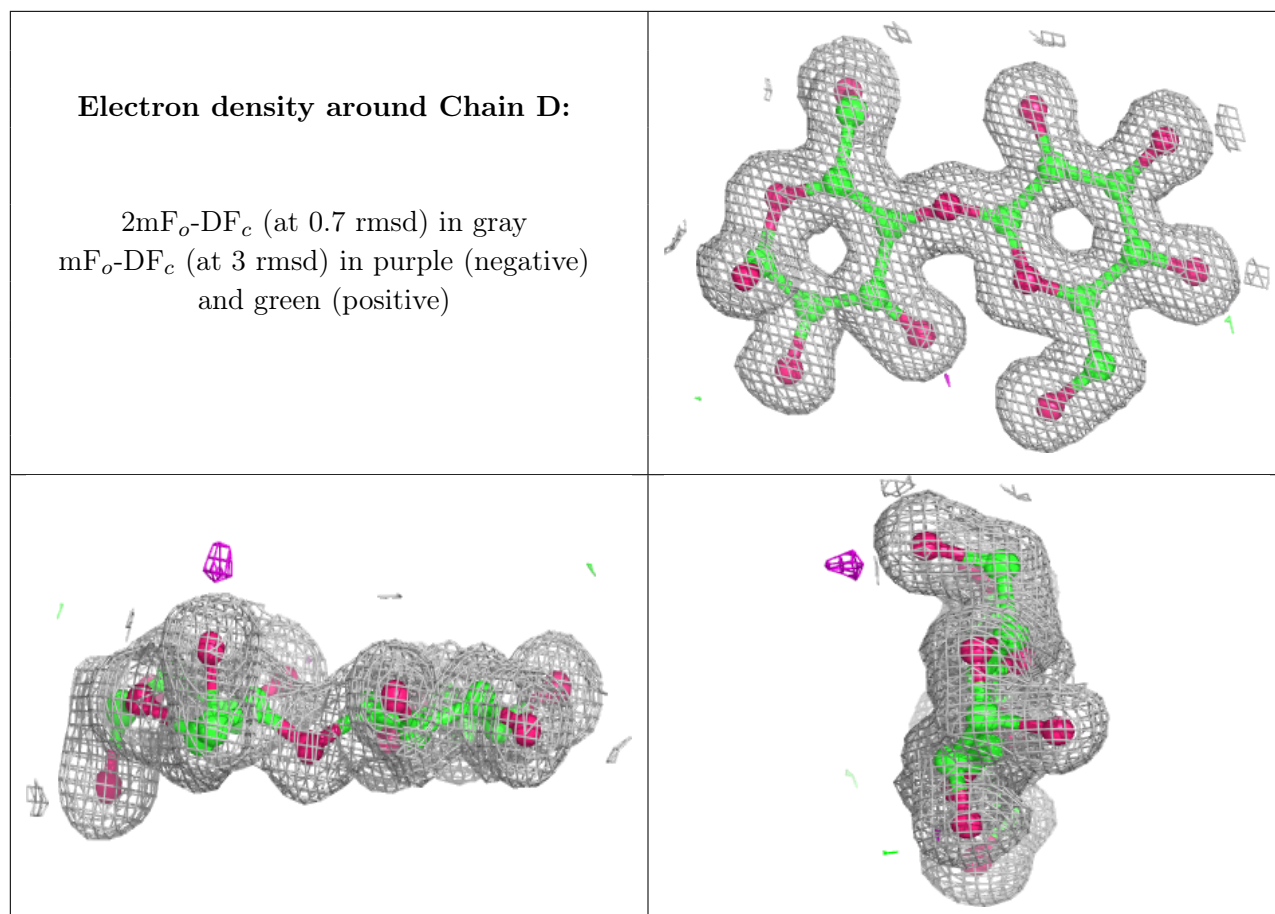 Electron density around Chain D:
2mFₒ-DF𝒸 (at 0.7 rmsd) in gray
mFₒ-DF𝒸 (at 3 rmsd) in purple (negative)
and green (positive)